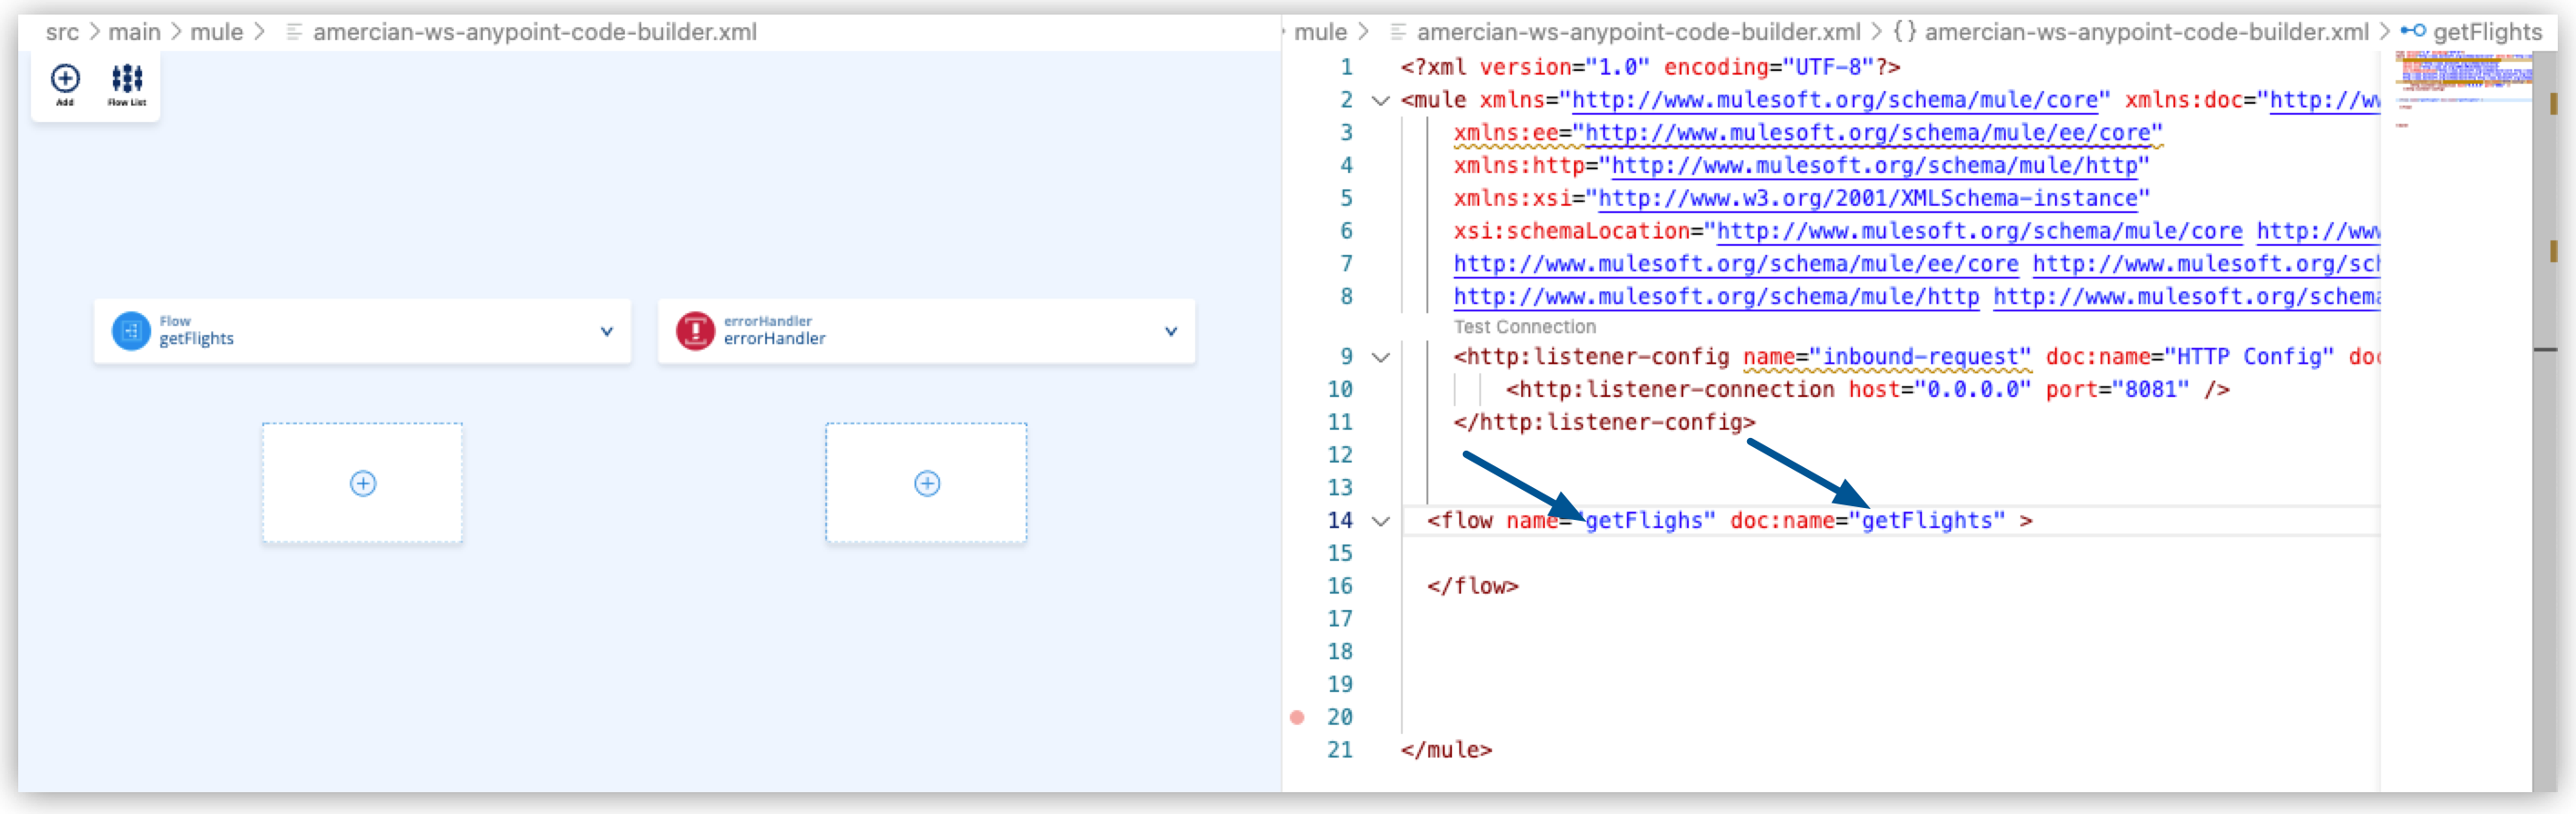 src > main > mule > amercian-ws-anypoint-code-builder.xml
Add
Flow List
Flow
getFlights
errorHandler
errorHandler
mule > amercian-ws-anypoint-code-builder.xml > {} amercian-ws-anypoint-code-builder.xml > getFlights
1 <?xml version="1.0" encoding="UTF-8"?>
2 <mule xmlns="http://www.mulesoft.org/schema/mule/core" xmlns:doc="http://ww
3 xmlns:ee="http://www.mulesoft.org/schema/mule/ee/core"
4 xmlns:http="http://www.mulesoft.org/schema/mule/http"
5 xmlns:xsi="http://www.w3.org/2001/XMLSchema-instance"
6 xsi:schemaLocation="http://www.mulesoft.org/schema/mule/core http://www
7 http://www.mulesoft.org/schema/mule/ee/core http://www.mulesoft.org/sch
8 http://www.mulesoft.org/schema/mule/http http://www.mulesoft.org/schema
Test Connection
9 <http:listener-config name="inbound-request" doc:name="HTTP Config" doc
10 <http:listener-connection host="0.0.0.0" port="8081" />
11 </http:listener-config>
12
13
14 <flow name="getFlighs" doc:name="getFlights" >
15
16 </flow>
17
18
19
20
21 </mule>